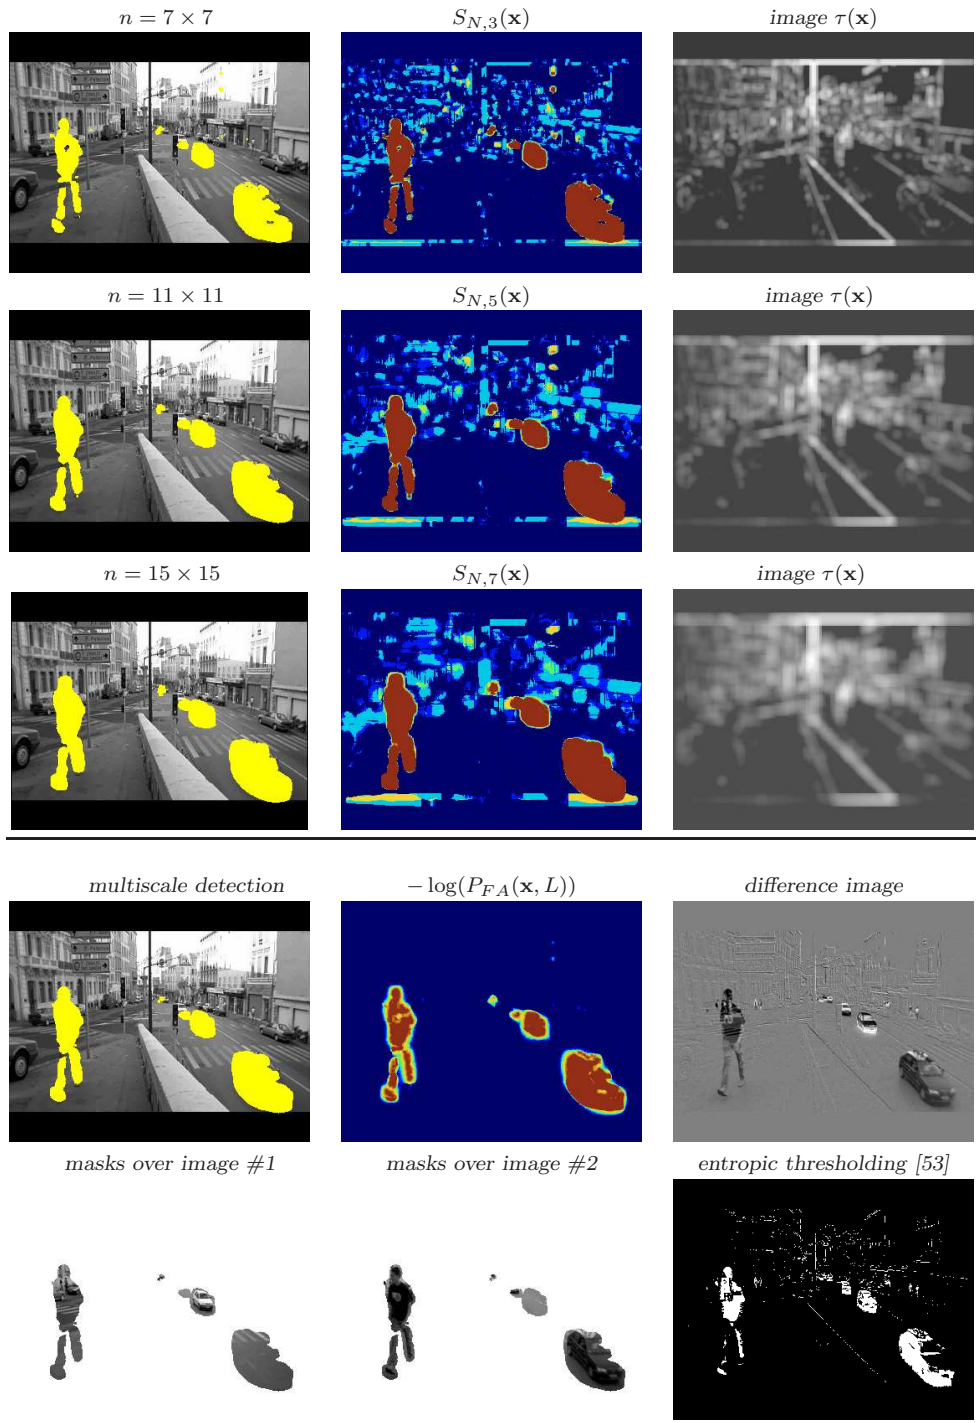 n = 7 × 7
S_{N,3}(x)
image τ(x)
n = 11 × 11
S_{N,5}(x)
image τ(x)
n = 15 × 15
S_{N,7}(x)
image τ(x)
multiscale detection
− log(P_{FA}(x, L))
difference image
masks over image #1
masks over image #2
entropic thresholding [53]